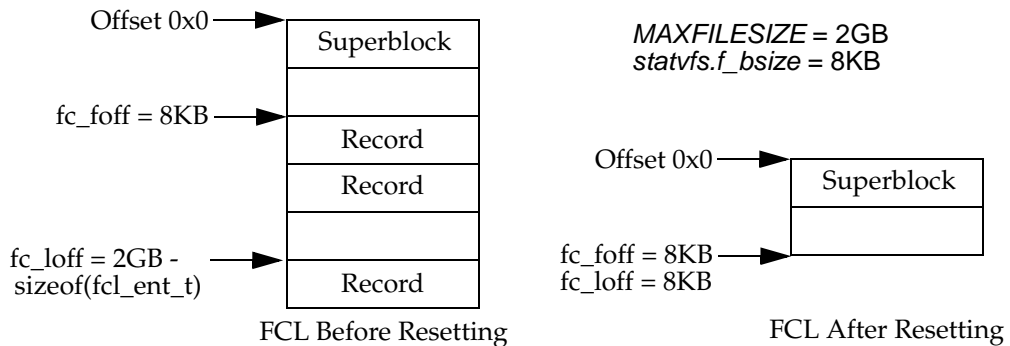 Offset 0x0
Superblock
fc_foff = 8KB
Record
Record
fc_loff = 2GB -
sizeof(fcl_ent_t)
Record
FCL Before Resetting
MAXFILESIZE = 2GB
statvfs.f_bsize = 8KB
Offset 0x0
Superblock
fc_foff = 8KB
fc_loff = 8KB
FCL After Resetting